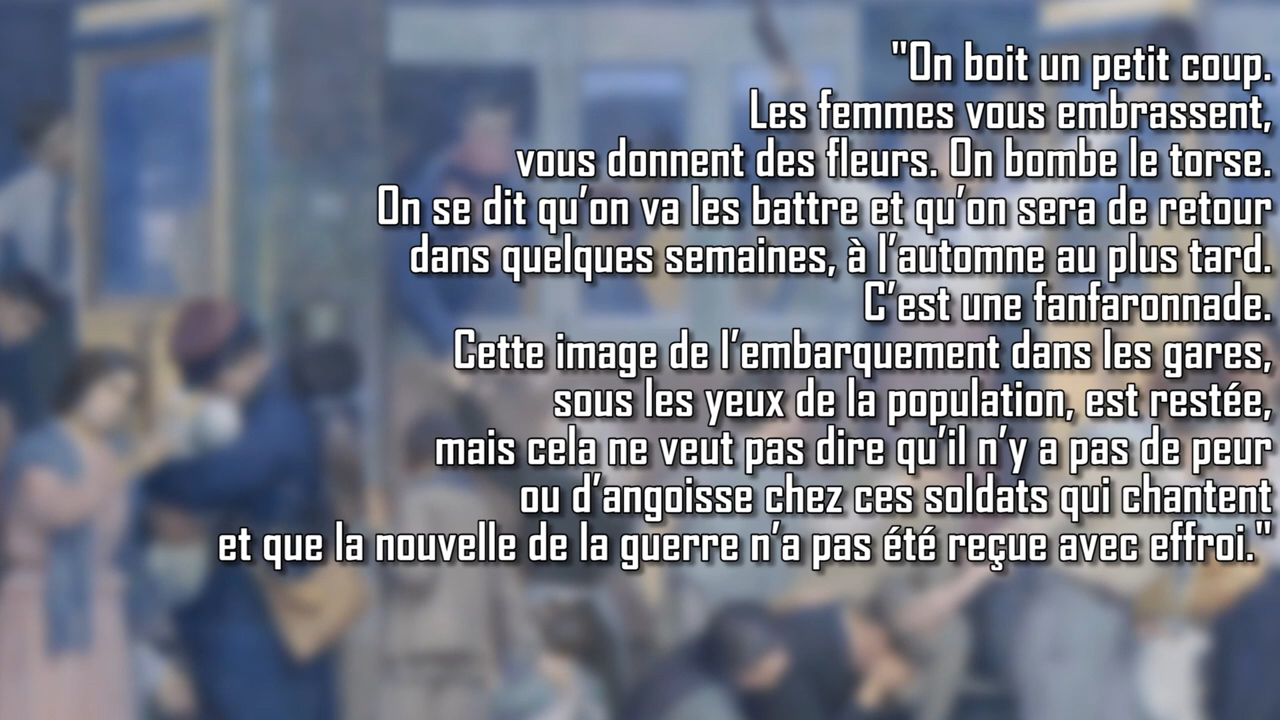 "On boit un petit coup.
Les femmes vous embrassent,
vous donnent des fleurs. On bombe le torse.
On se dit qu'on va les battre et qu'on sera de retour
dans quelques semaines, à l'automne au plus tard.
C'est une fanfaronnade.
Cette image de l'embarquement dans les gares,
sous les yeux de la population, est restée,
mais cela ne veut pas dire qu'il n'y a pas de peur
ou d'angoisse chez ces soldats qui chantent
et que la nouvelle de la guerre n'a pas été reçue avec effroi."